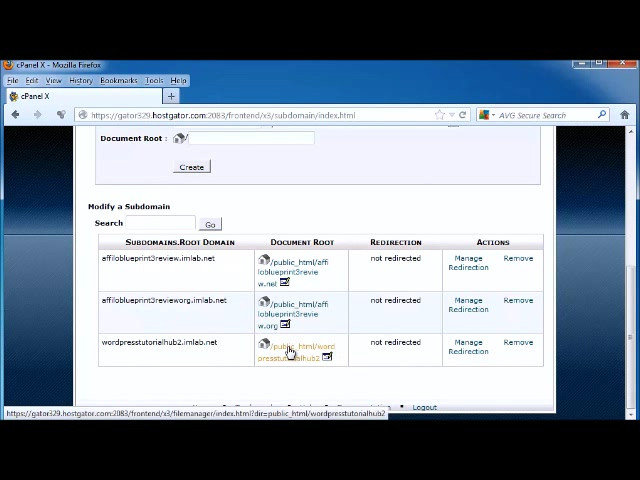 cPanel X - Mozilla Firefox
File Edit View History Bookmarks Tools Help
cPanel X
https://gator329.hostgator.com:2083/frontend/x3/subdomain/index.html
AVG Secure Search
Document Root : /
Create
Modify a Subdomain
Search Go
Subdomains.Root Domain Document Root Redirection Actions
affiloblueprint3review.imlab.net /public_html/affi not redirected Manage Remove
loblueprint3revie Redirection
w.net
affiloblueprint3revieworg.imlab.net /public_html/affi not redirected Manage Remove
loblueprint3revie Redirection
w.org
wordpresstutorialhub2.imlab.net /public_html/word not redirected Manage Remove
presstutorialhub2 Redirection
Logout
https://gator329.hostgator.com:2083/frontend/x3/filemanager/index.html?dir=public_html/wordpresstutorialhub2